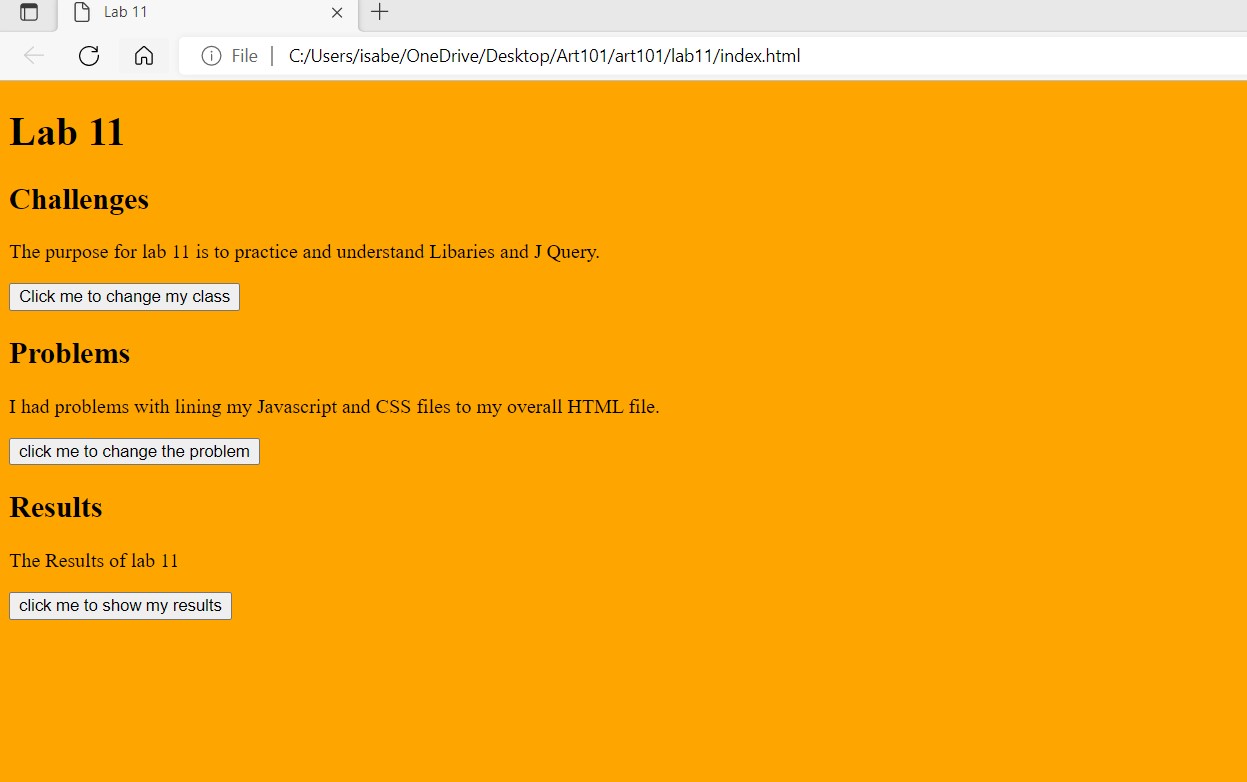 Lab 11
File
C:/Users/isabe/OneDrive/Desktop/Art101/art101/lab11/index.html
Lab 11
Challenges
The purpose for lab 11 is to practice and understand Libaries and J Query.
Click me to change my class
Problems
I had problems with lining my Javascript and CSS files to my overall HTML file.
click me to change the problem
Results
The Results of lab 11
click me to show my results